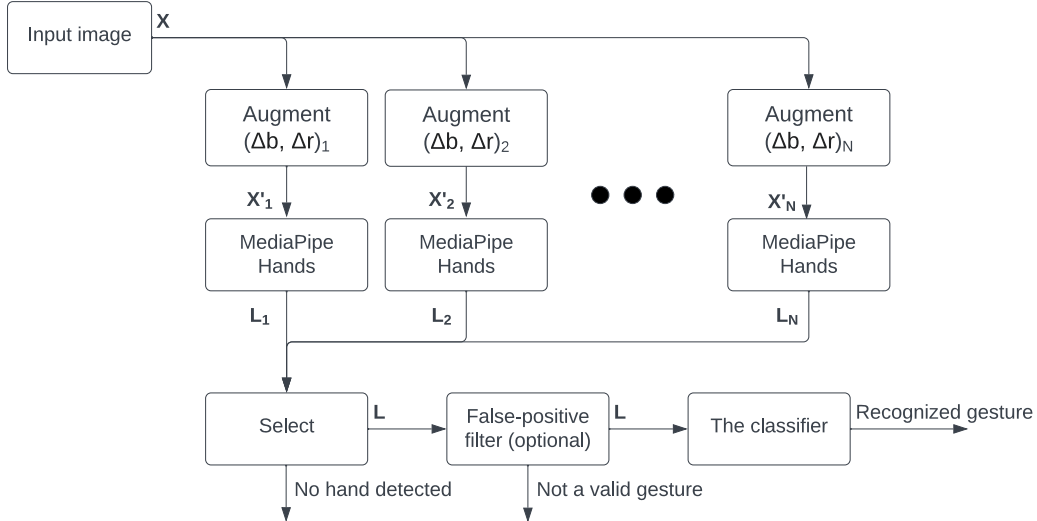 X
Input image
Augment
(Δb, Δr)₁
Augment
(Δb, Δr)₂
Augment
(Δb, Δr)N
X'₁
X'₂
X'N
MediaPipe
Hands
MediaPipe
Hands
MediaPipe
Hands
L₁
L₂
LN
Select
L
False-positive
filter (optional)
L
The classifier
Recognized gesture
No hand detected
Not a valid gesture